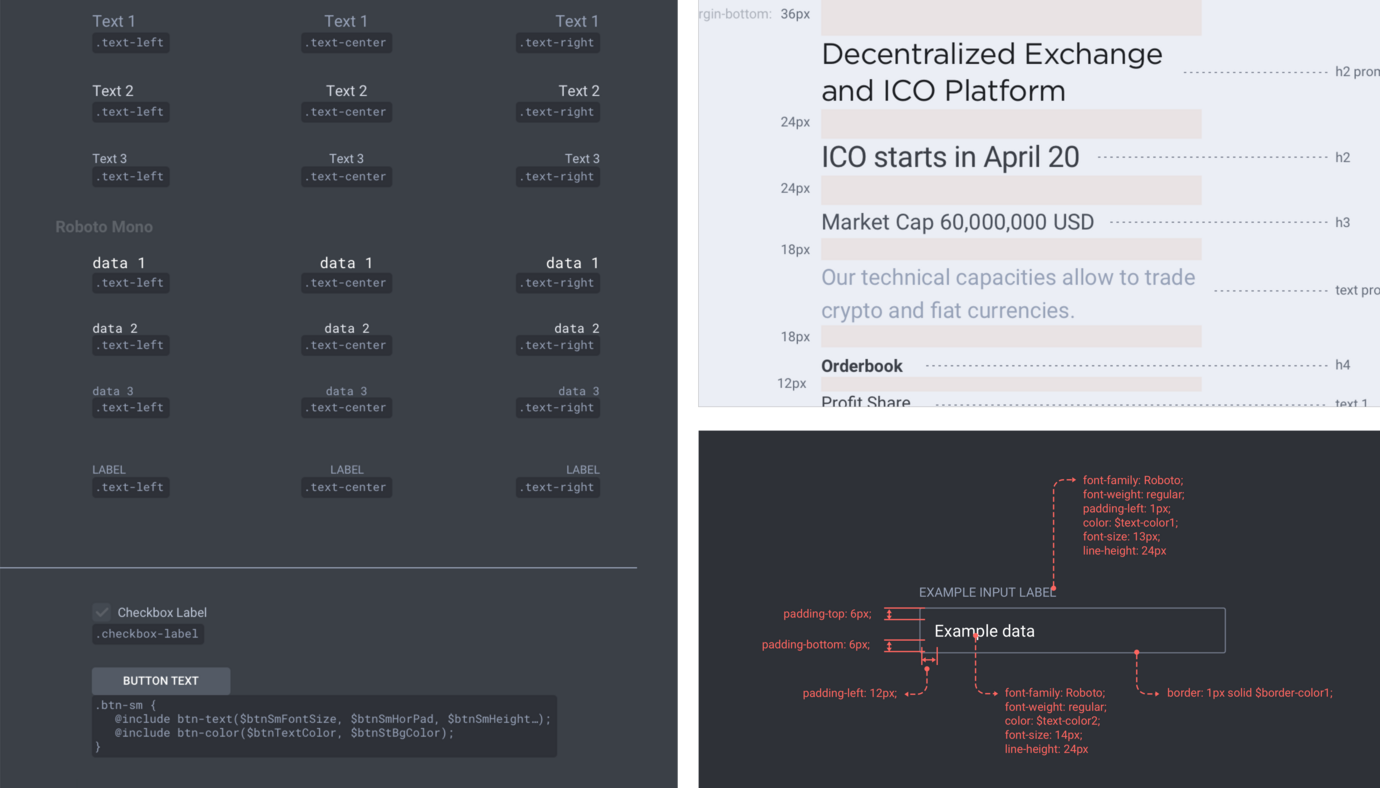 Text 1 Text 1 Text 1
.text-left .text-center .text-right
Text 2 Text 2 Text 2
.text-left .text-center .text-right
Text 3 Text 3 Text 3
.text-left .text-center .text-right
Roboto Mono
data 1 data 1 data 1
.text-left .text-center .text-right
data 2 data 2 data 2
.text-left .text-center .text-right
data 3 data 3 data 3
.text-left .text-center .text-right
LABEL LABEL LABEL
.text-left .text-center .text-right
Checkbox Label
.checkbox-label
BUTTON TEXT
.btn-sm {
@include btn-text($btnSmFontSize, $btnSmHorPad, $btnSmHeight…);
@include btn-color($btnTextColor, $btnStBgColor);
}
rgin-bottom: 36px
Decentralized Exchange
and ICO Platform
h2 pron
24px
ICO starts in April 20 h2
24px
Market Cap 60,000,000 USD h3
18px
Our technical capacities allow to trade
crypto and fiat currencies.
text pro
18px
Orderbook h4
12px
Profit Share text 1
font-family: Roboto;
font-weight: regular;
padding-left: 1px;
color: $text-color1;
font-size: 13px;
line-height: 24px
EXAMPLE INPUT LABEL
padding-top: 6px;
Example data
padding-bottom: 6px;
padding-left: 12px;
font-family: Roboto;
font-weight: regular;
color: $text-color2;
font-size: 14px;
line-height: 24px
border: 1px solid $border-color1;